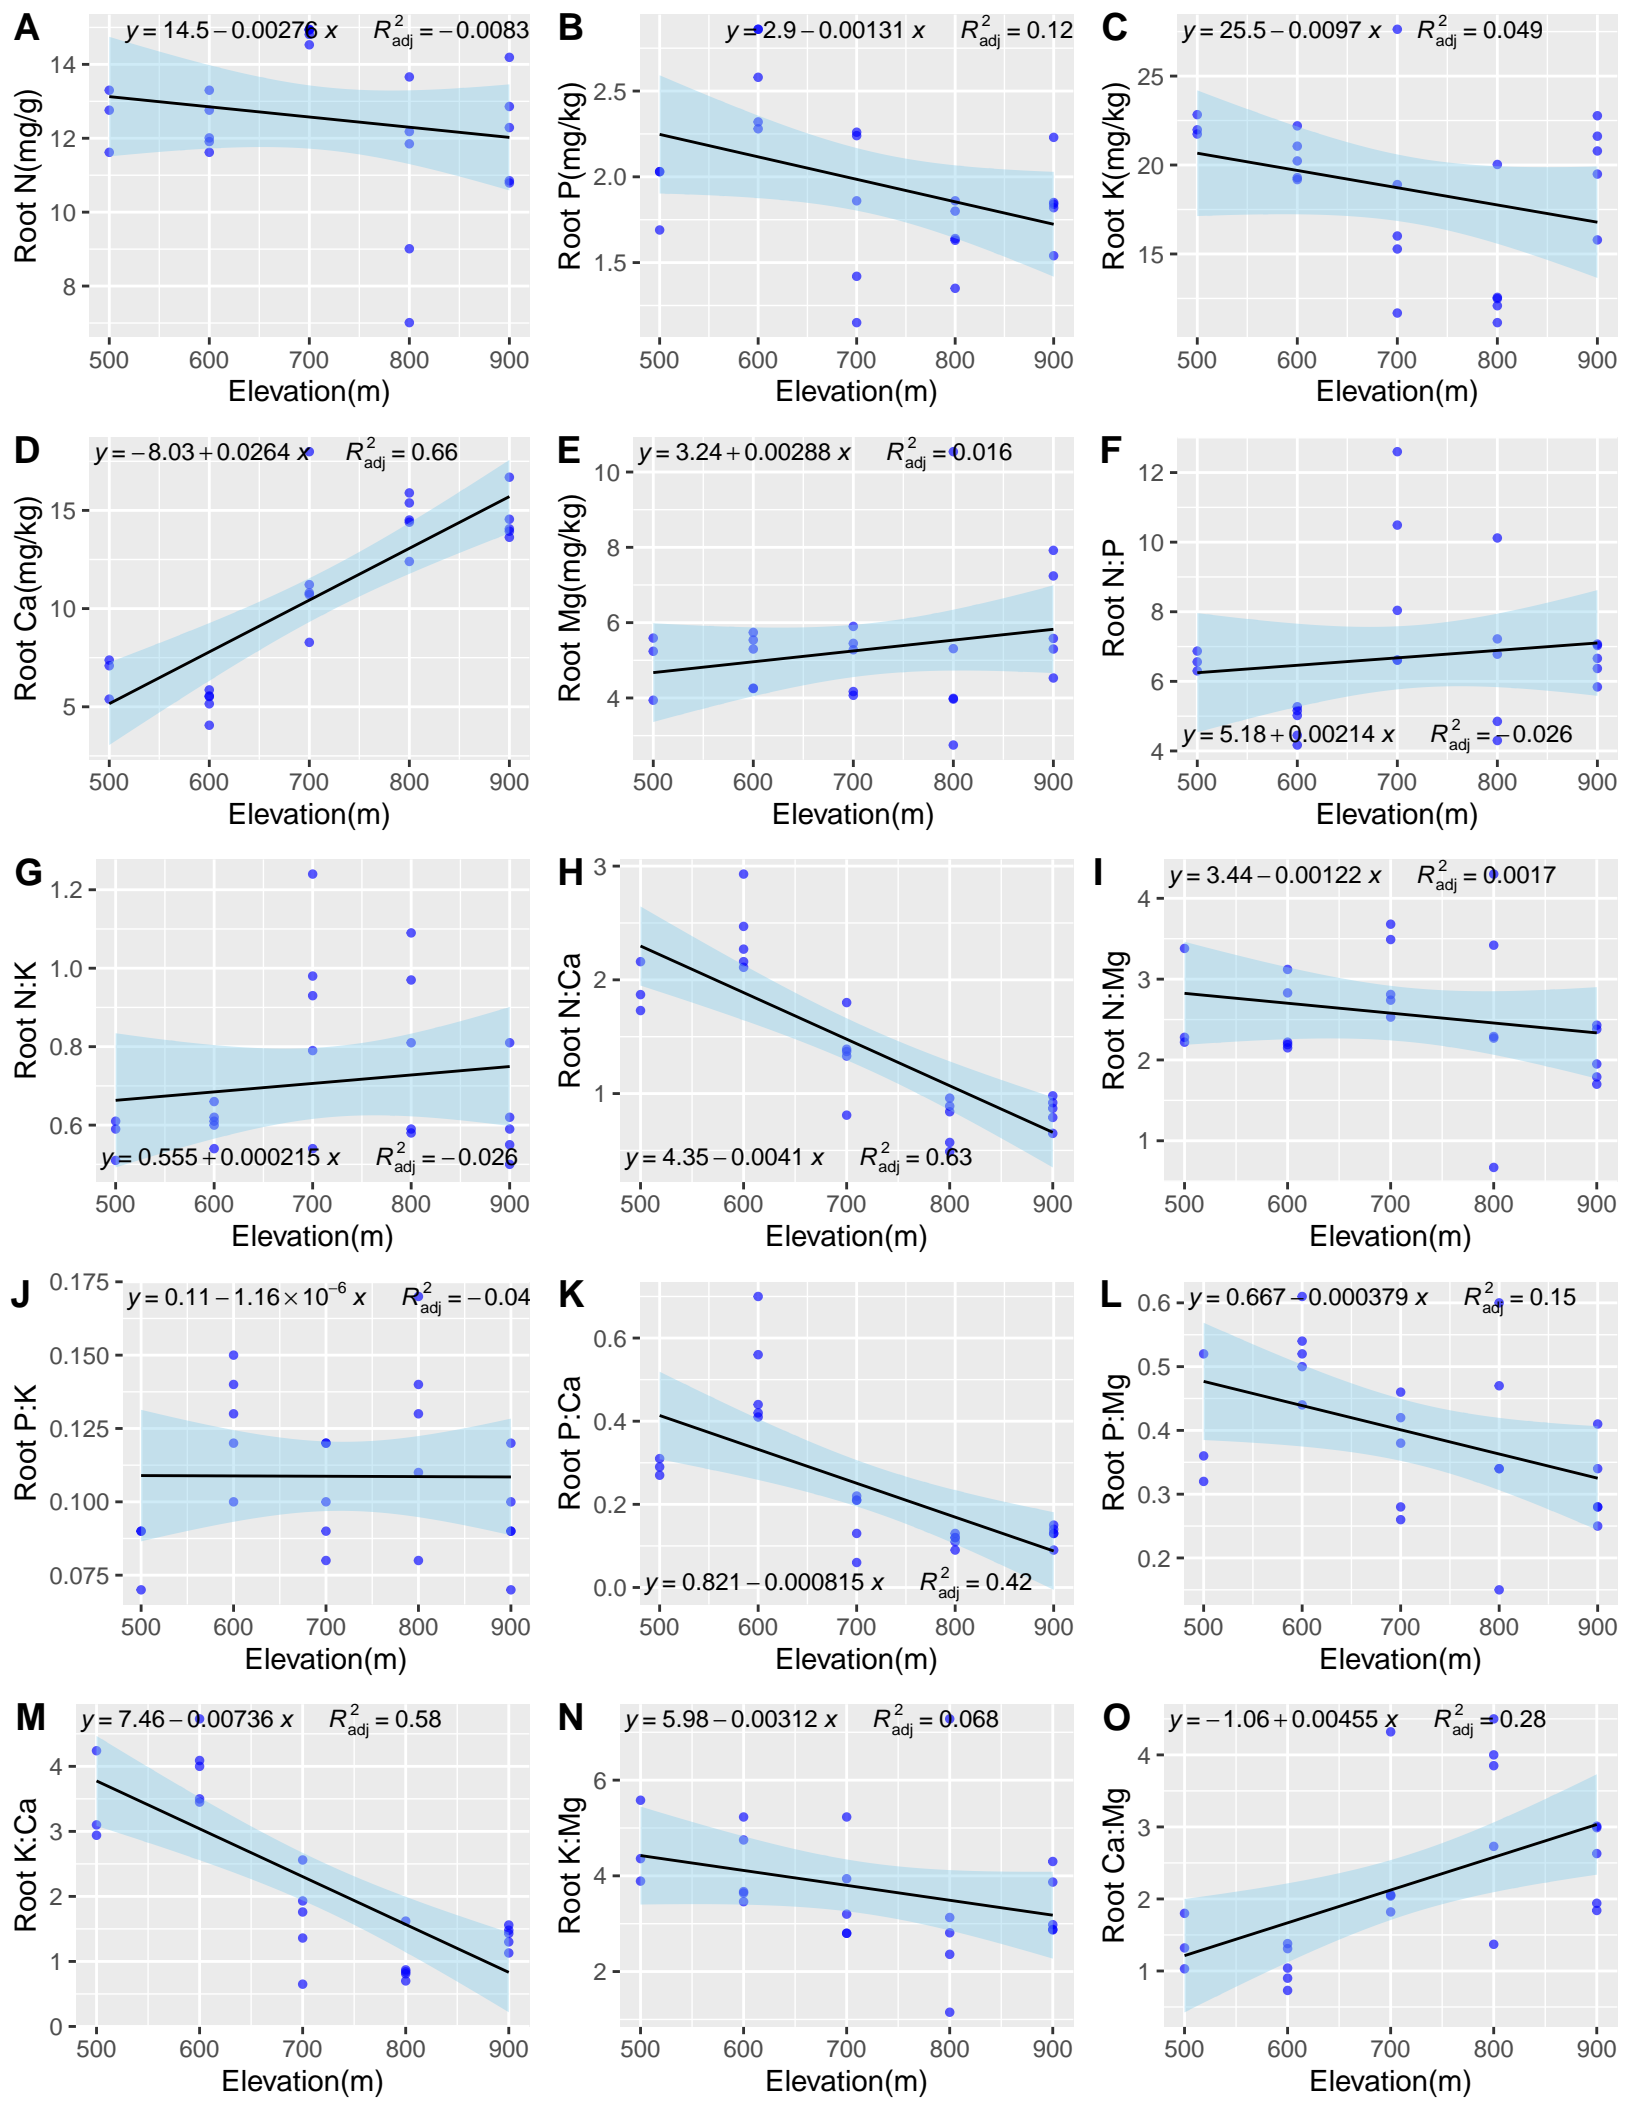 A
y = 14.5 − 0.00276 x R²adj = −0.0083
Root N(mg/g)
14
12
10
8
500 600 700 800 900
Elevation(m)
B
y = 2.9 − 0.00131 x R²adj = 0.12
Root P(mg/kg)
2.5
2.0
1.5
500 600 700 800 900
Elevation(m)
C
y = 25.5 − 0.0097 x R²adj = 0.049
Root K(mg/kg)
25
20
15
500 600 700 800 900
Elevation(m)
D
y = −8.03 + 0.0264 x R²adj = 0.66
Root Ca(mg/kg)
15
10
5
500 600 700 800 900
Elevation(m)
E
y = 3.24 + 0.00288 x R²adj = 0.016
Root Mg(mg/kg)
10
8
6
4
500 600 700 800 900
Elevation(m)
F
Root N:P
12
10
8
6
4
y = 5.18 + 0.00214 x R²adj = −0.026
500 600 700 800 900
Elevation(m)
G
Root N:K
1.2
1.0
0.8
0.6
y = 0.555 + 0.000215 x R²adj = −0.026
500 600 700 800 900
Elevation(m)
H
Root N:Ca
3
2
1
y = 4.35 − 0.0041 x R²adj = 0.63
500 600 700 800 900
Elevation(m)
I
y = 3.44 − 0.00122 x R²adj = 0.0017
Root N:Mg
4
3
2
1
500 600 700 800 900
Elevation(m)
J
y = 0.11 − 1.16 × 10⁻⁶ x R²adj = −0.04
Root P:K
0.175
0.150
0.125
0.100
0.075
500 600 700 800 900
Elevation(m)
K
Root P:Ca
0.6
0.4
0.2
0.0
y = 0.821 − 0.000815 x R²adj = 0.42
500 600 700 800 900
Elevation(m)
L
y = 0.667 − 0.000379 x R²adj = 0.15
Root P:Mg
0.6
0.5
0.4
0.3
0.2
500 600 700 800 900
Elevation(m)
M
y = 7.46 − 0.00736 x R²adj = 0.58
Root K:Ca
4
3
2
1
0
500 600 700 800 900
Elevation(m)
N
y = 5.98 − 0.00312 x R²adj = 0.068
Root K:Mg
6
4
2
500 600 700 800 900
Elevation(m)
O
y = −1.06 + 0.00455 x R²adj = 0.28
Root Ca:Mg
4
3
2
1
500 600 700 800 900
Elevation(m)